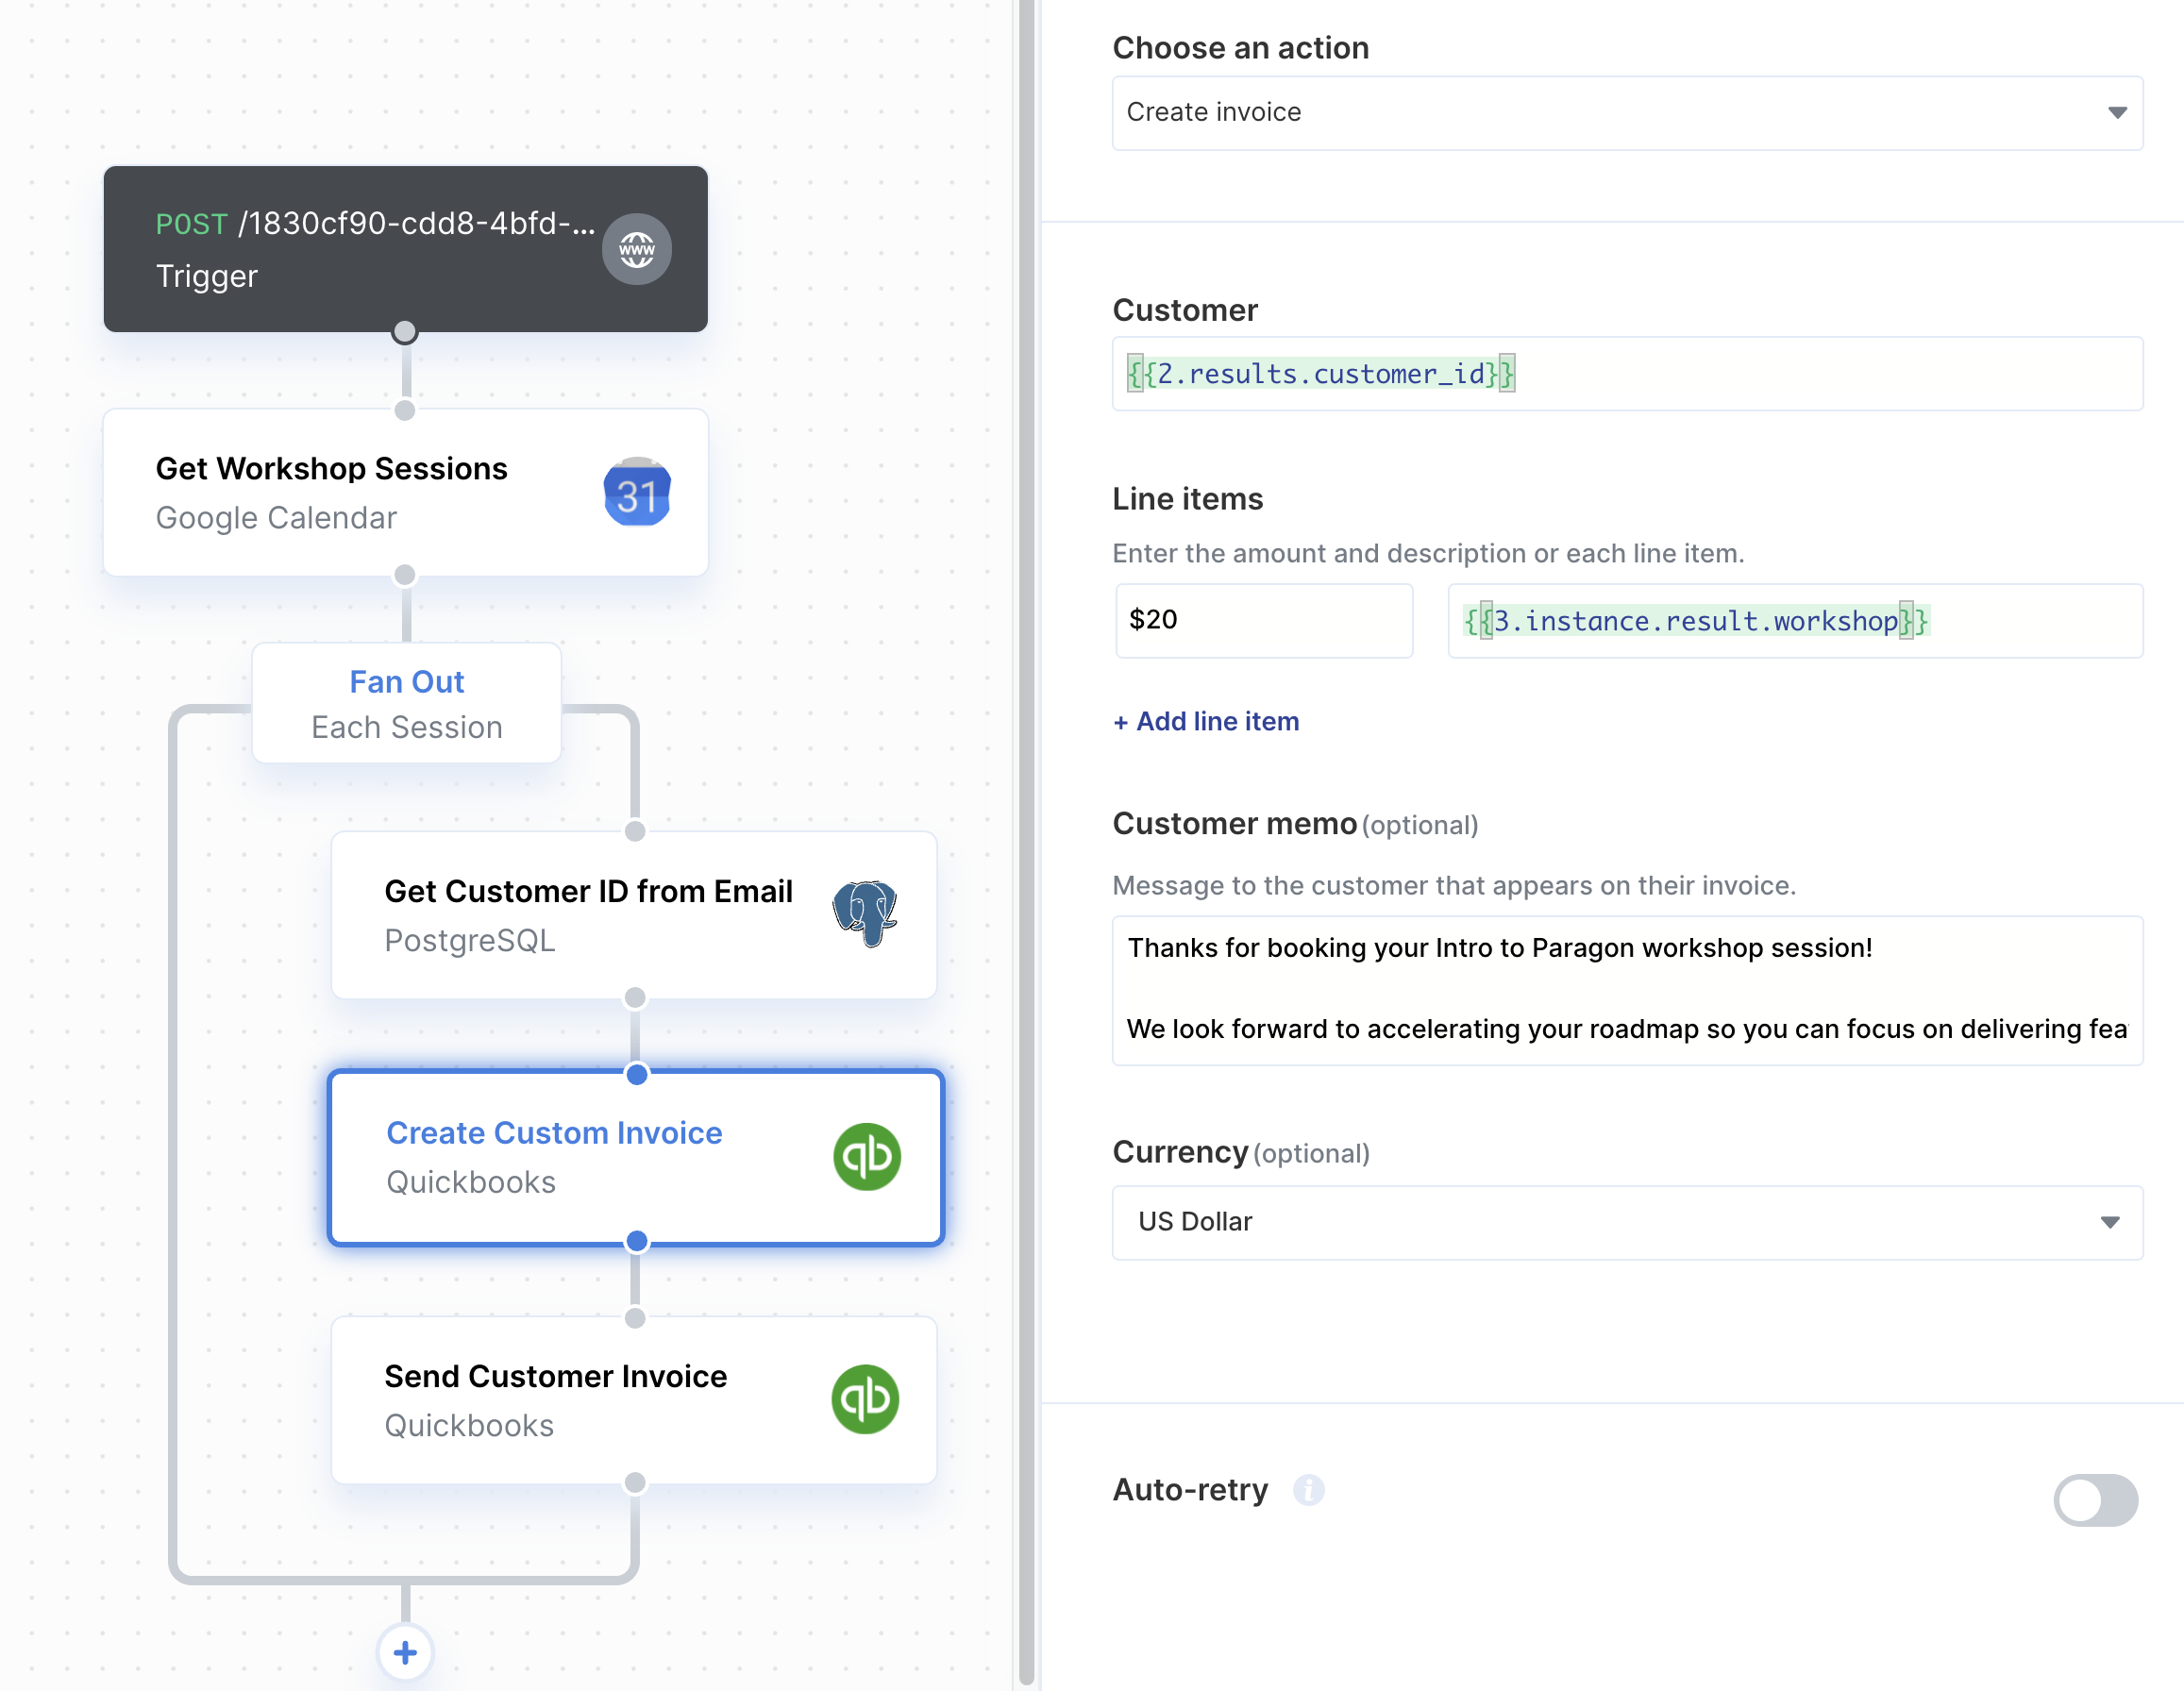 POST /1830cf90-cdd8-4bfd-...
Trigger
www
Get Workshop Sessions
Google Calendar
31
Fan Out
Each Session
Get Customer ID from Email
PostgreSQL
Create Custom Invoice
Quickbooks
qb
Send Customer Invoice
Quickbooks
qb
+
Choose an action
Create invoice
Customer
{{2.results.customer_id}}
Line items
Enter the amount and description or each line item.
$20
{{3.instance.result.workshop}}
+ Add line item
Customer memo (optional)
Message to the customer that appears on their invoice.
Thanks for booking your Intro to Paragon workshop session!
We look forward to accelerating your roadmap so you can focus on delivering fea
Currency (optional)
US Dollar
Auto-retry i